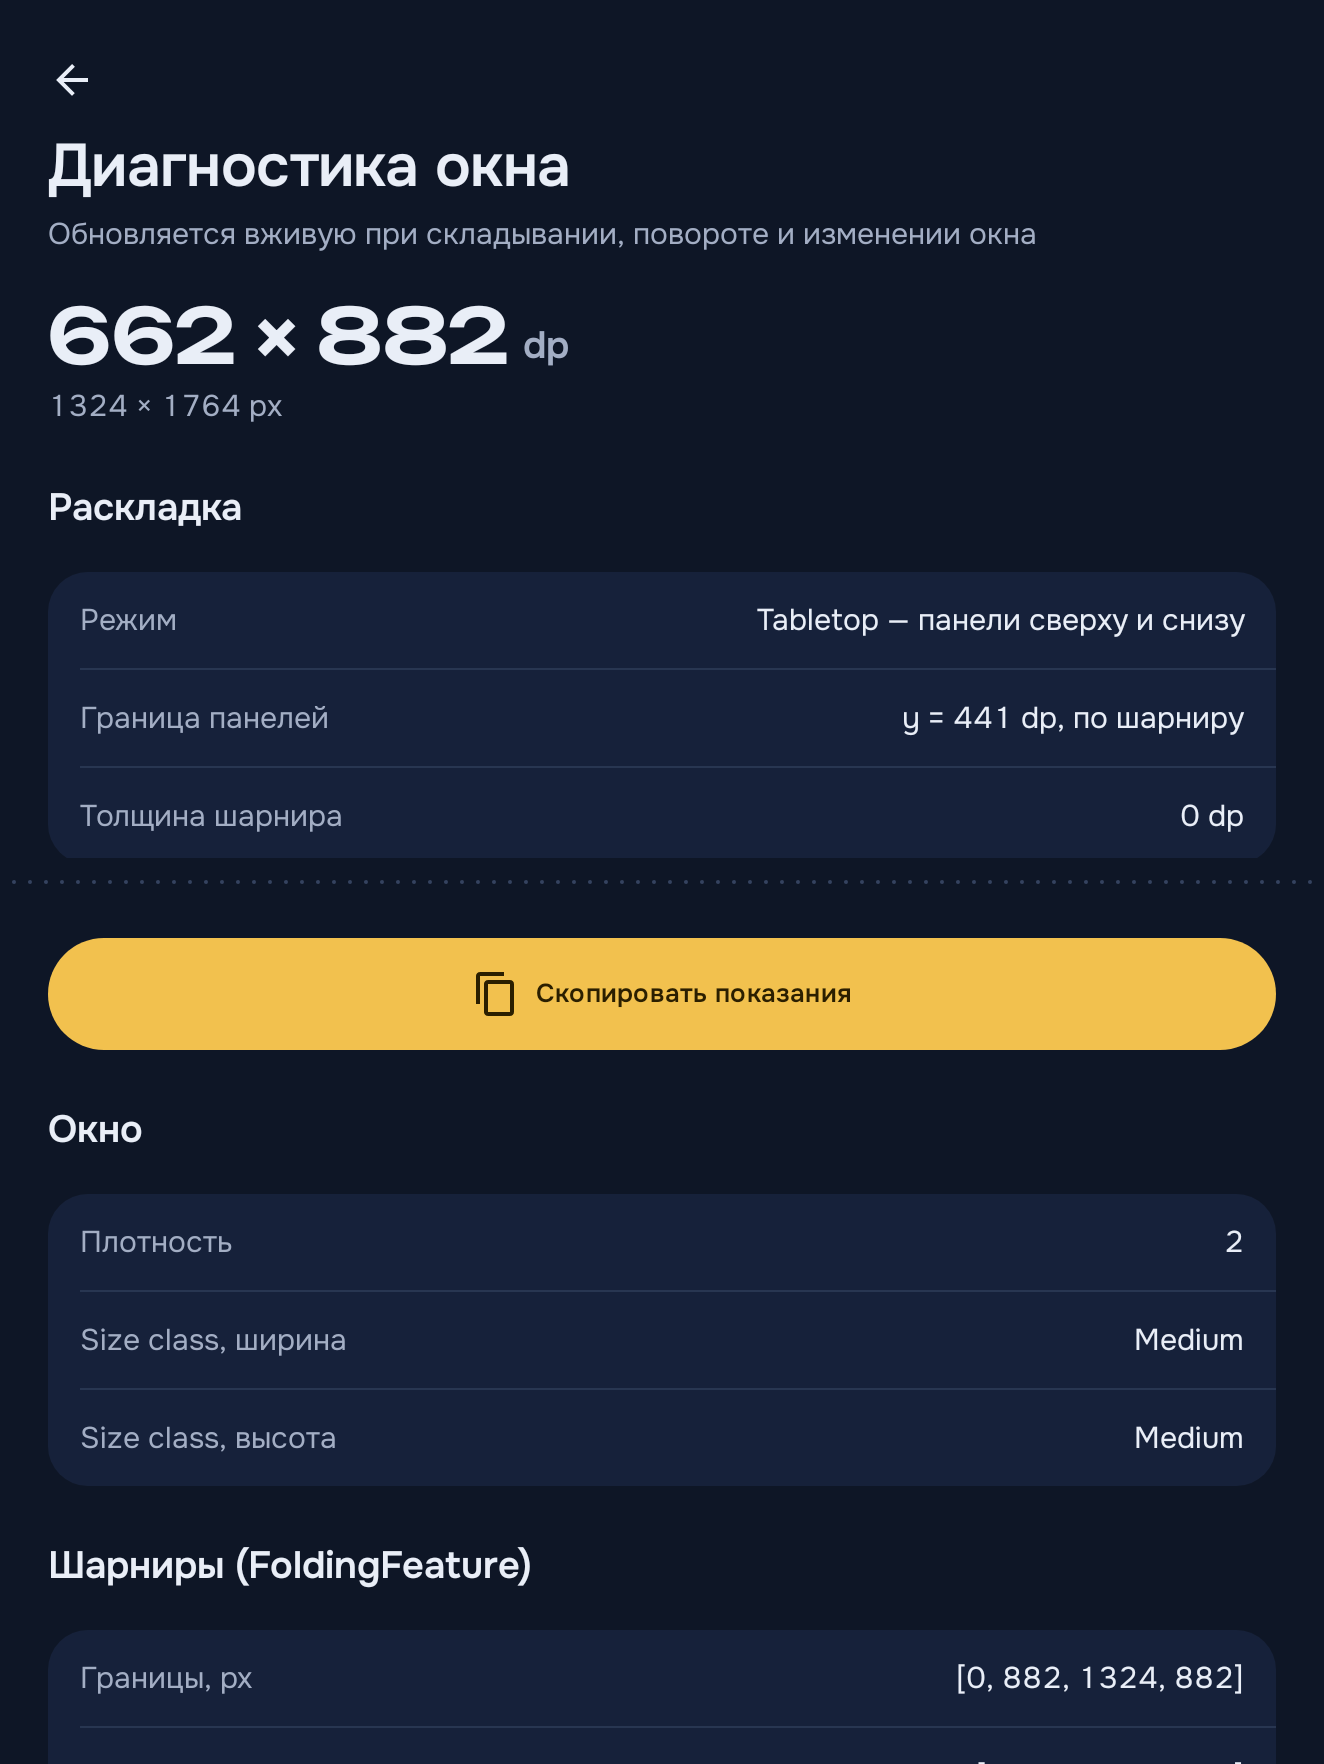 Диагностика окна
Обновляется вживую при складывании, повороте и изменении окна
662 × 882 dp
1324 × 1764 px
Раскладка
Режим Tabletop — панели сверху и снизу
Граница панелей y = 441 dp, по шарниру
Толщина шарнира 0 dp
Скопировать показания
Окно
Плотность 2
Size class, ширина Medium
Size class, высота Medium
Шарниры (FoldingFeature)
Границы, px [0, 882, 1324, 882]